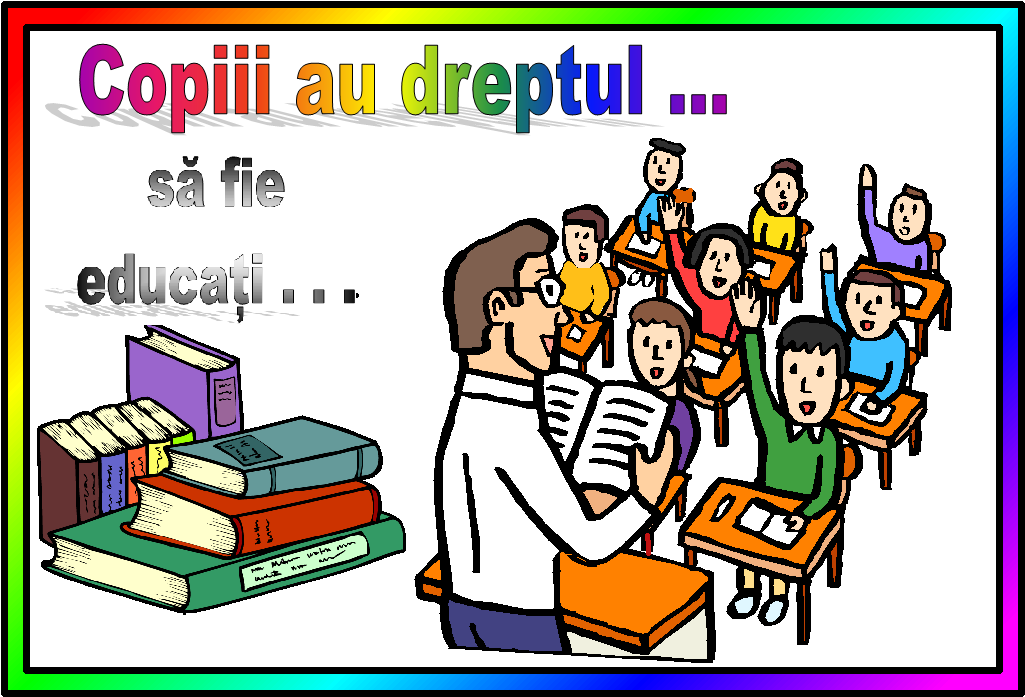 Copiii au dreptul ...
să fie
educați . . .